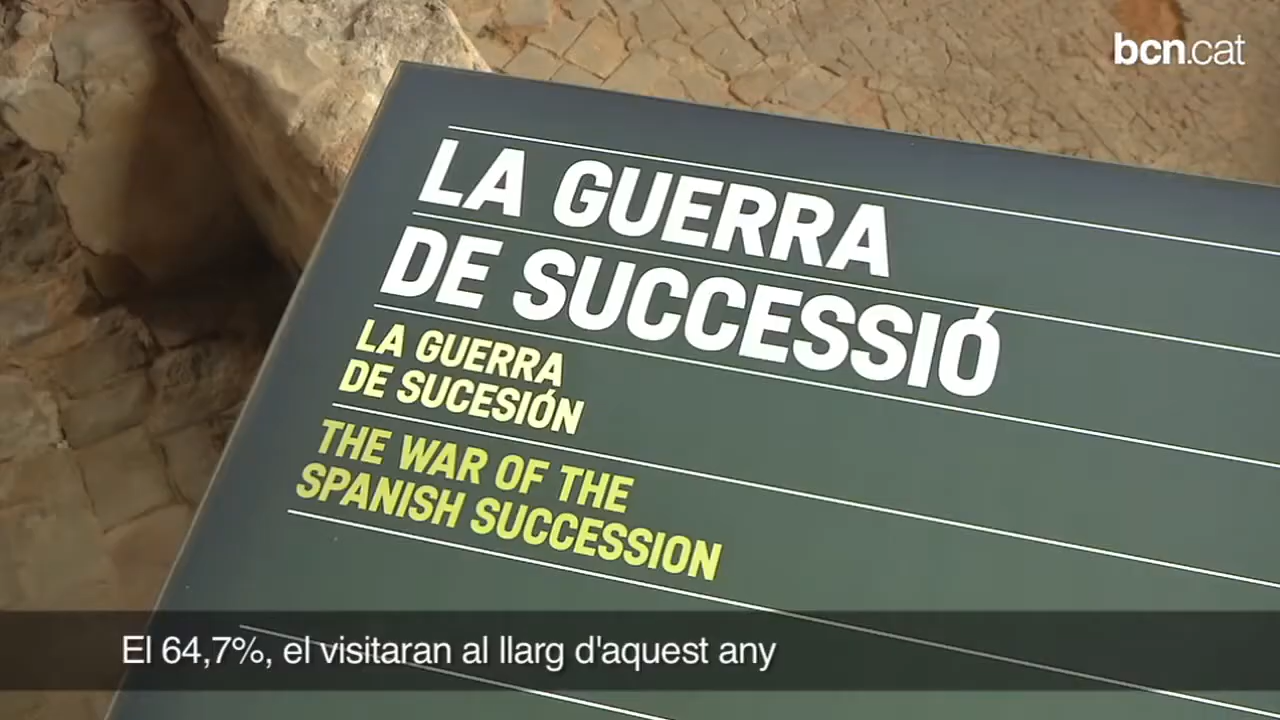 bcn.cat
LA GUERRA
DE SUCCESSIÓ
LA GUERRA
DE SUCESIÓN
THE WAR OF THE
SPANISH SUCCESSION
El 64,7%, el visitaran al llarg d'aquest any